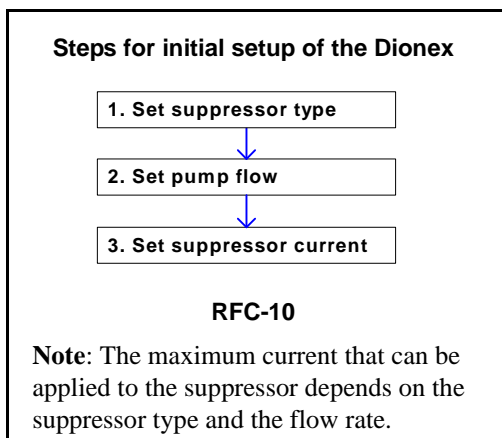 Steps for initial setup of the Dionex
1. Set suppressor type
2. Set pump flow
3. Set suppressor current
RFC-10
Note: The maximum current that can be
applied to the suppressor depends on the
suppressor type and the flow rate.